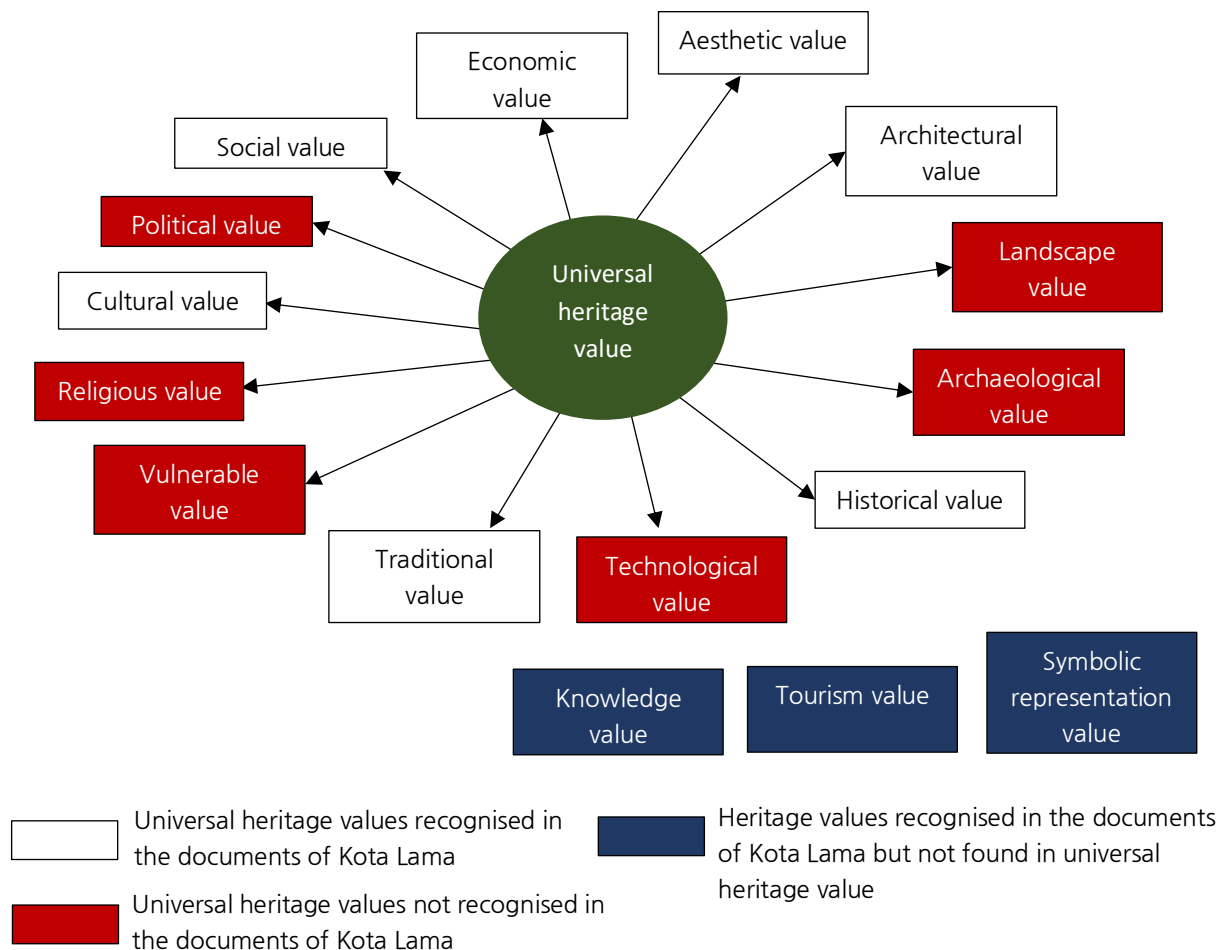 Aesthetic value
Economic
value
Architectural
value
Social value
Political value
Landscape
value
Universal
heritage
value
Cultural value
Religious value
Archaeological
value
Vulnerable
value
Historical value
Traditional
value
Technological
value
Symbolic
representation
value
Knowledge
value
Tourism value
Universal heritage values recognised in
the documents of Kota Lama
Heritage values recognised in the documents
of Kota Lama but not found in universal
heritage value
Universal heritage values not recognised in
the documents of Kota Lama